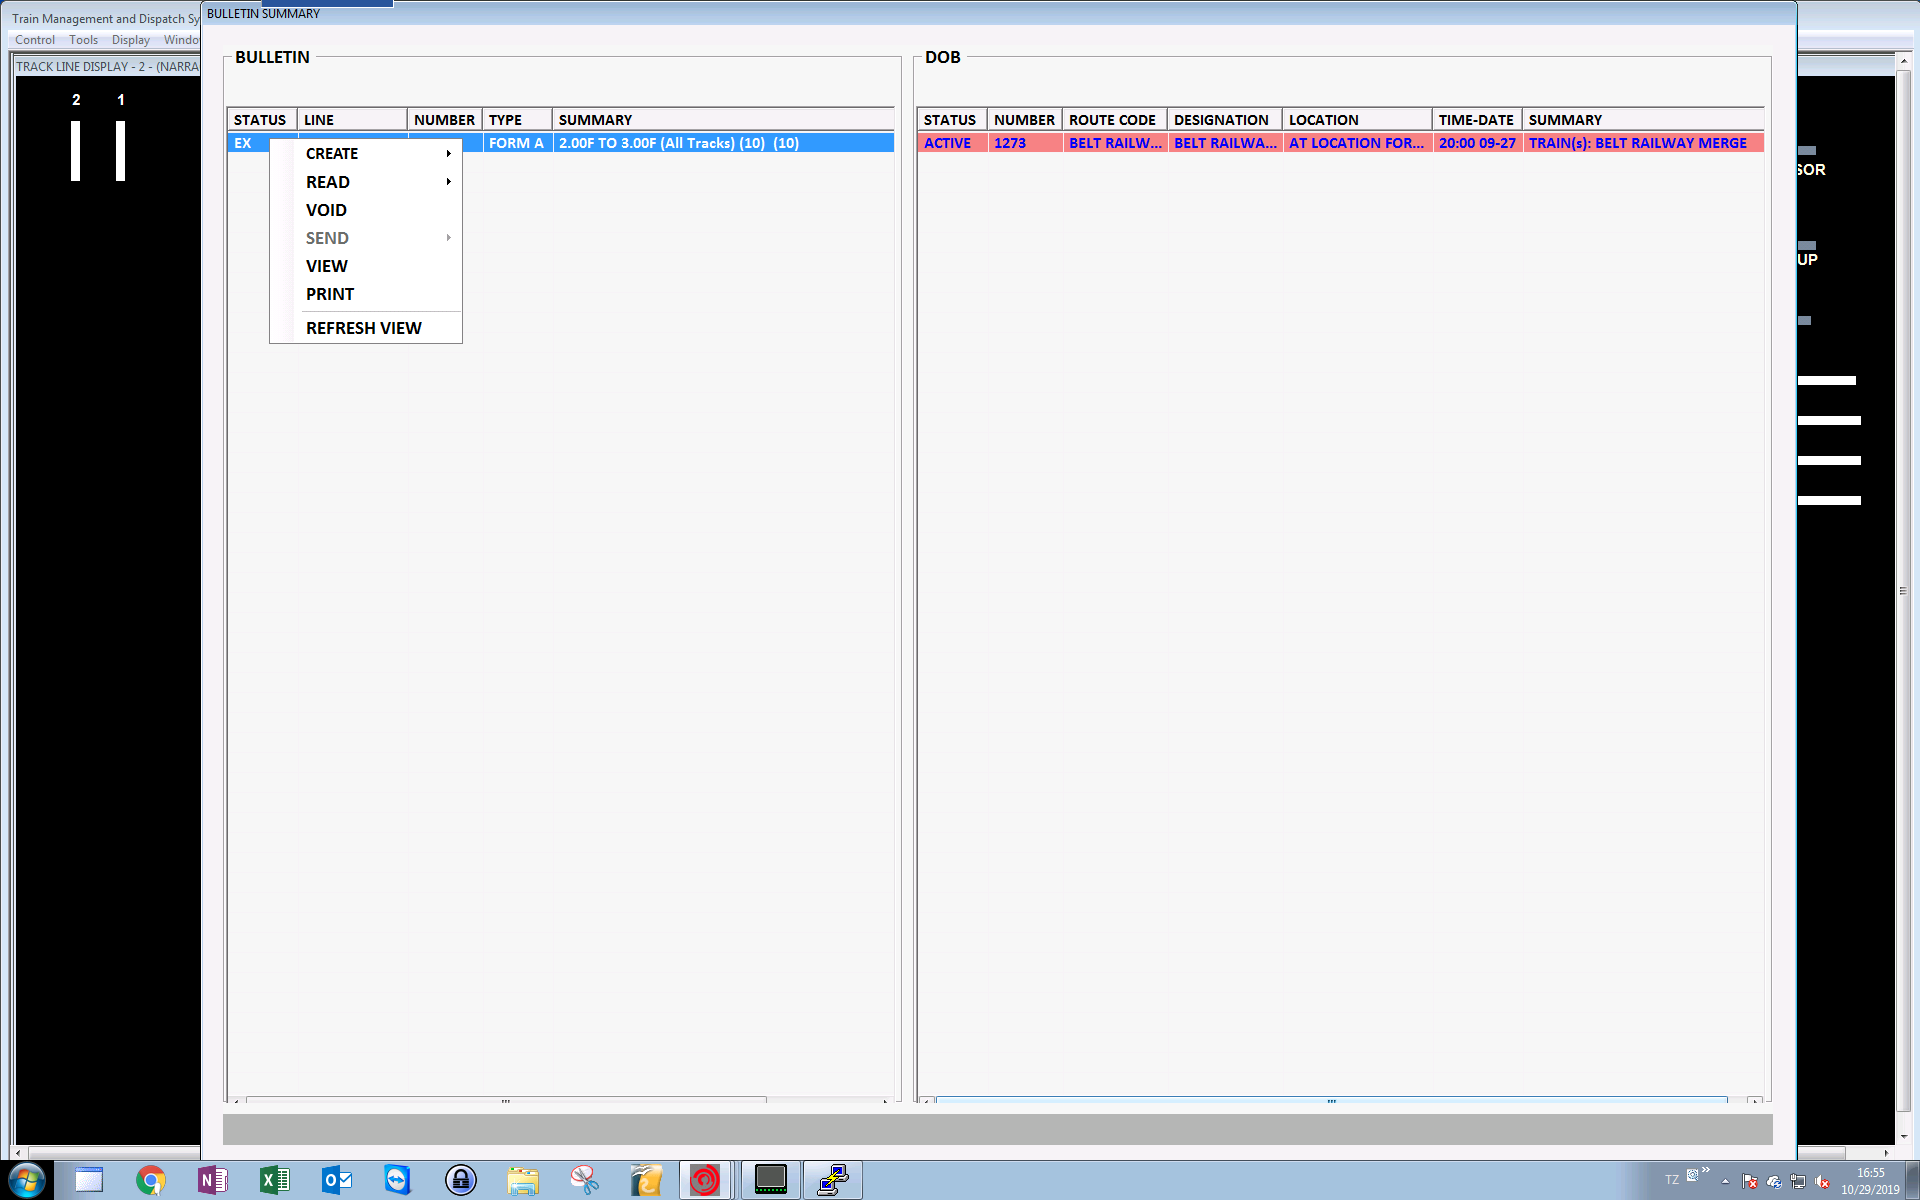 BULLETIN SUMMARY
Train Management and Dispatch Sy
Control Tools Display Windo
TRACK LINE DISPLAY - 2 - (NARRA
2 1
BULLETIN
STATUS LINE NUMBER TYPE SUMMARY
EX FORM A 2.00F TO 3.00F (All Tracks) (10) (10)
CREATE
READ
VOID
SEND
VIEW
PRINT
REFRESH VIEW
DOB
STATUS NUMBER ROUTE CODE DESIGNATION LOCATION TIME-DATE SUMMARY
ACTIVE 1273 BELT RAILW... BELT RAILWA... AT LOCATION FOR... 20:00 09-27 TRAIN(s): BELT RAILWAY MERGE
SOR
UP
TZ
16:55
10/29/2019